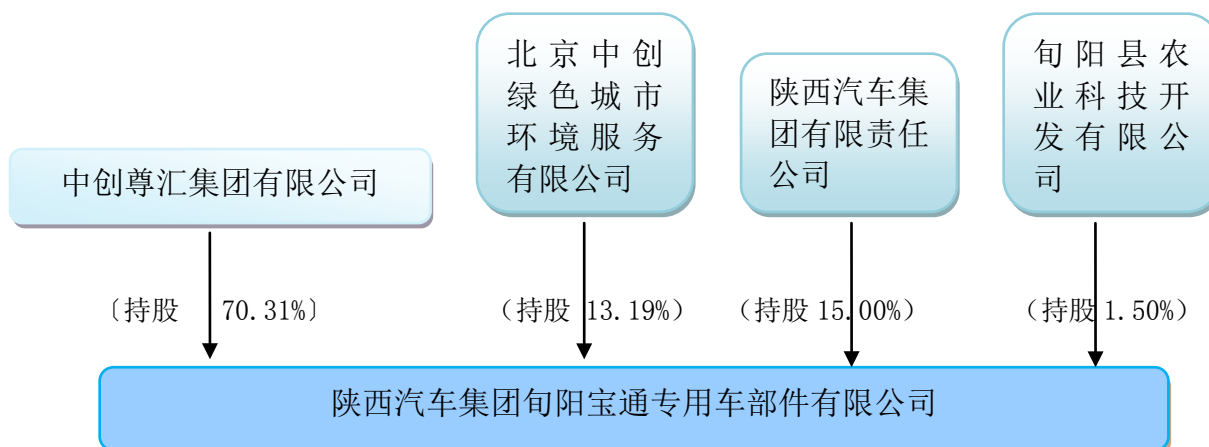 中创尊汇集团有限公司
北京中创
绿色城市
环境服务
有限公司
陕西汽车集
团有限责任
公司
旬阳县农
业科技开
发有限公
司
〔持股 70.31%〕
（持股 13.19%）
（持股 15.00%）
（持股 1.50%）
陕西汽车集团旬阳宝通专用车部件有限公司